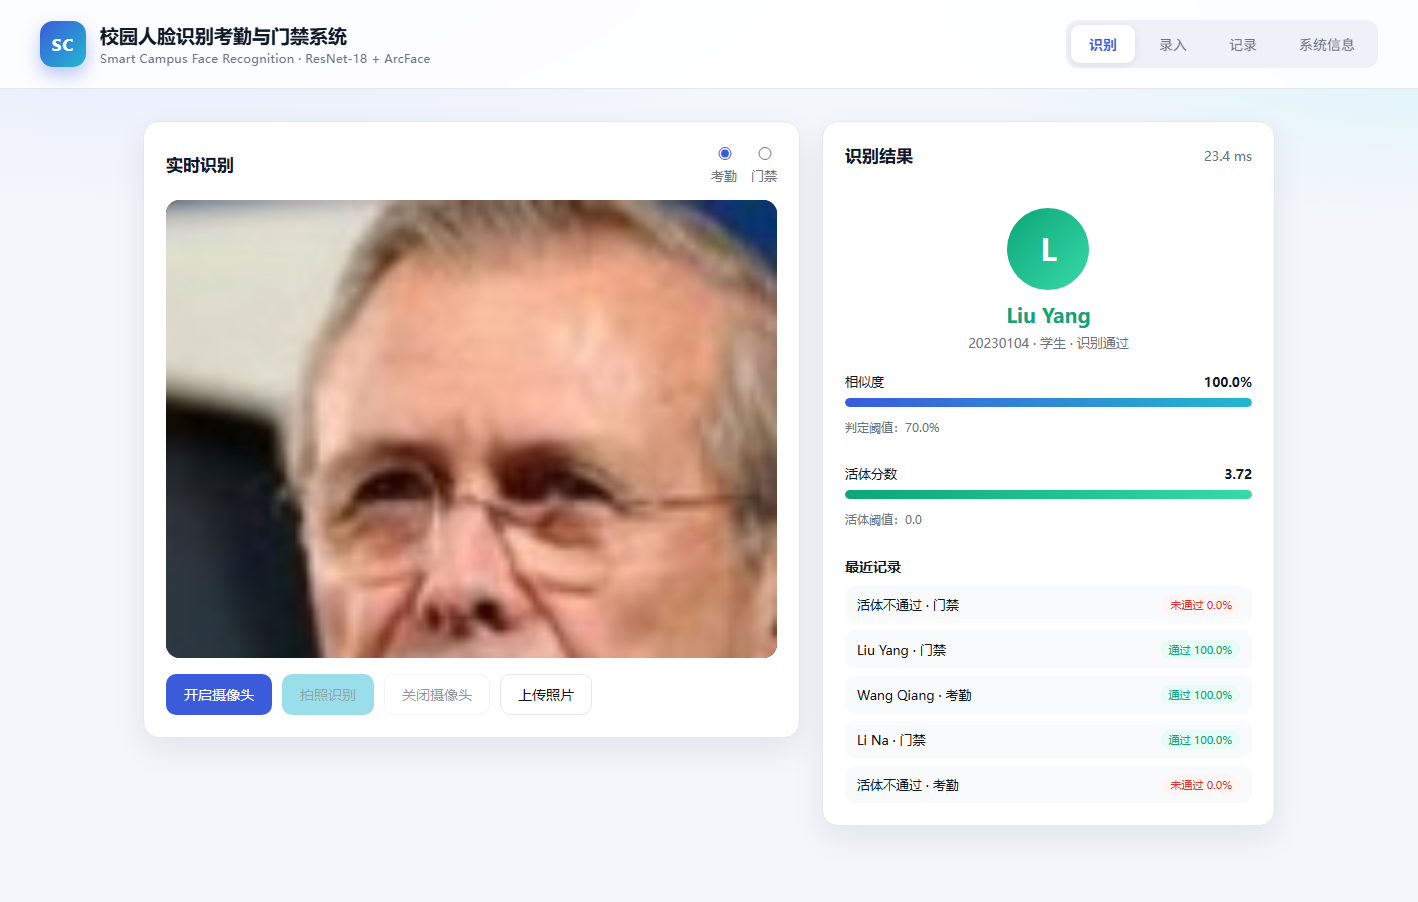 SC
校园人脸识别考勤与门禁系统
Smart Campus Face Recognition · ResNet-18 + ArcFace
识别
录入
记录
系统信息
实时识别
考勤
门禁
开启摄像头
拍照识别
关闭摄像头
上传照片
识别结果
23.4 ms
L
Liu Yang
20230104 · 学生 · 识别通过
相似度 100.0%
判定阈值: 70.0%
活体分数 3.72
活体阈值: 0.0
最近记录
活体不通过 · 门禁 未通过 0.0%
Liu Yang · 门禁 通过 100.0%
Wang Qiang · 考勤 通过 100.0%
Li Na · 门禁 通过 100.0%
活体不通过 · 考勤 未通过 0.0%